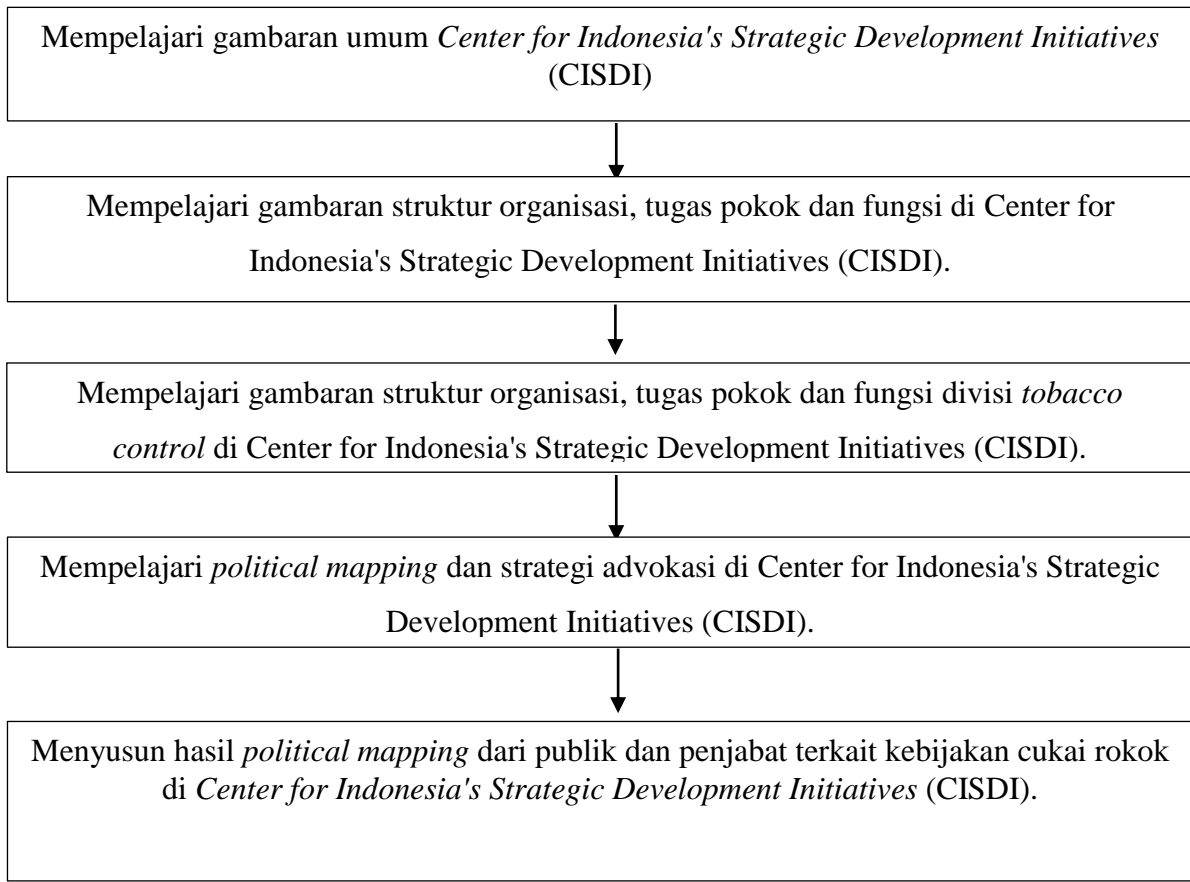 Mempelajari gambaran umum Center for Indonesia's Strategic Development Initiatives
(CISDI)
Mempelajari gambaran struktur organisasi, tugas pokok dan fungsi di Center for
Indonesia's Strategic Development Initiatives (CISDI).
Mempelajari gambaran struktur organisasi, tugas pokok dan fungsi divisi tobacco
control di Center for Indonesia's Strategic Development Initiatives (CISDI).
Mempelajari political mapping dan strategi advokasi di Center for Indonesia's Strategic
Development Initiatives (CISDI).
Menyusun hasil political mapping dari publik dan penjabat terkait kebijakan cukai rokok
di Center for Indonesia's Strategic Development Initiatives (CISDI).